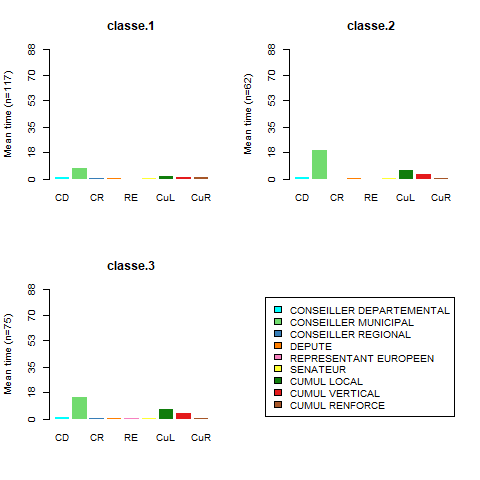 classe.1
Mean time (n=117)
0 18 35 53 70 88
CD CR RE CuL CuR
classe.2
Mean time (n=62)
0 18 35 53 70 88
CD CR RE CuL CuR
classe.3
Mean time (n=75)
0 18 35 53 70 88
CD CR RE CuL CuR
CONSEILLER DEPARTEMENTAL
CONSEILLER MUNICIPAL
CONSEILLER REGIONAL
DEPUTE
REPRESENTANT EUROPEEN
SENATEUR
CUMUL LOCAL
CUMUL VERTICAL
CUMUL RENFORCE